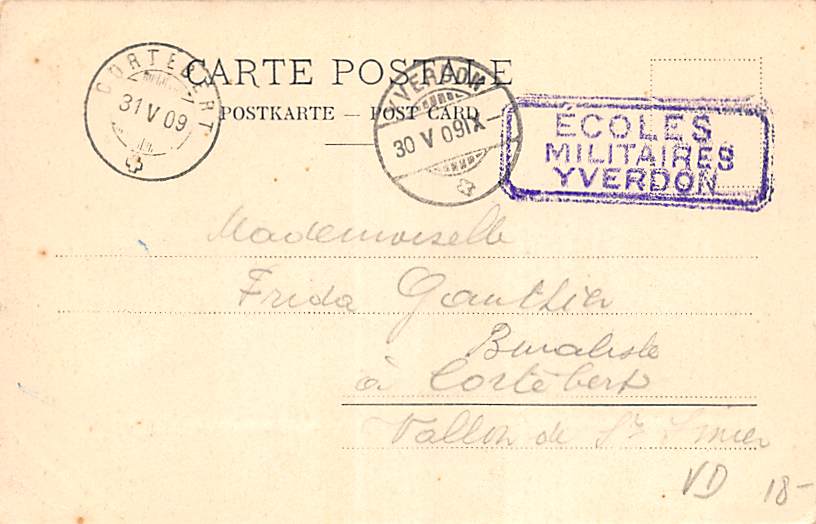 CARTE POSTALE
POSTKARTE — POST CARD
CORTEBERT
31 V 09
YVERDON
30 V 09 IX
ÉCOLES
MILITAIRES
YVERDON
Mademoiselle
Frida Gauthier
Buraliste
à Cortébert
Vallon de St Imier
VD 18-